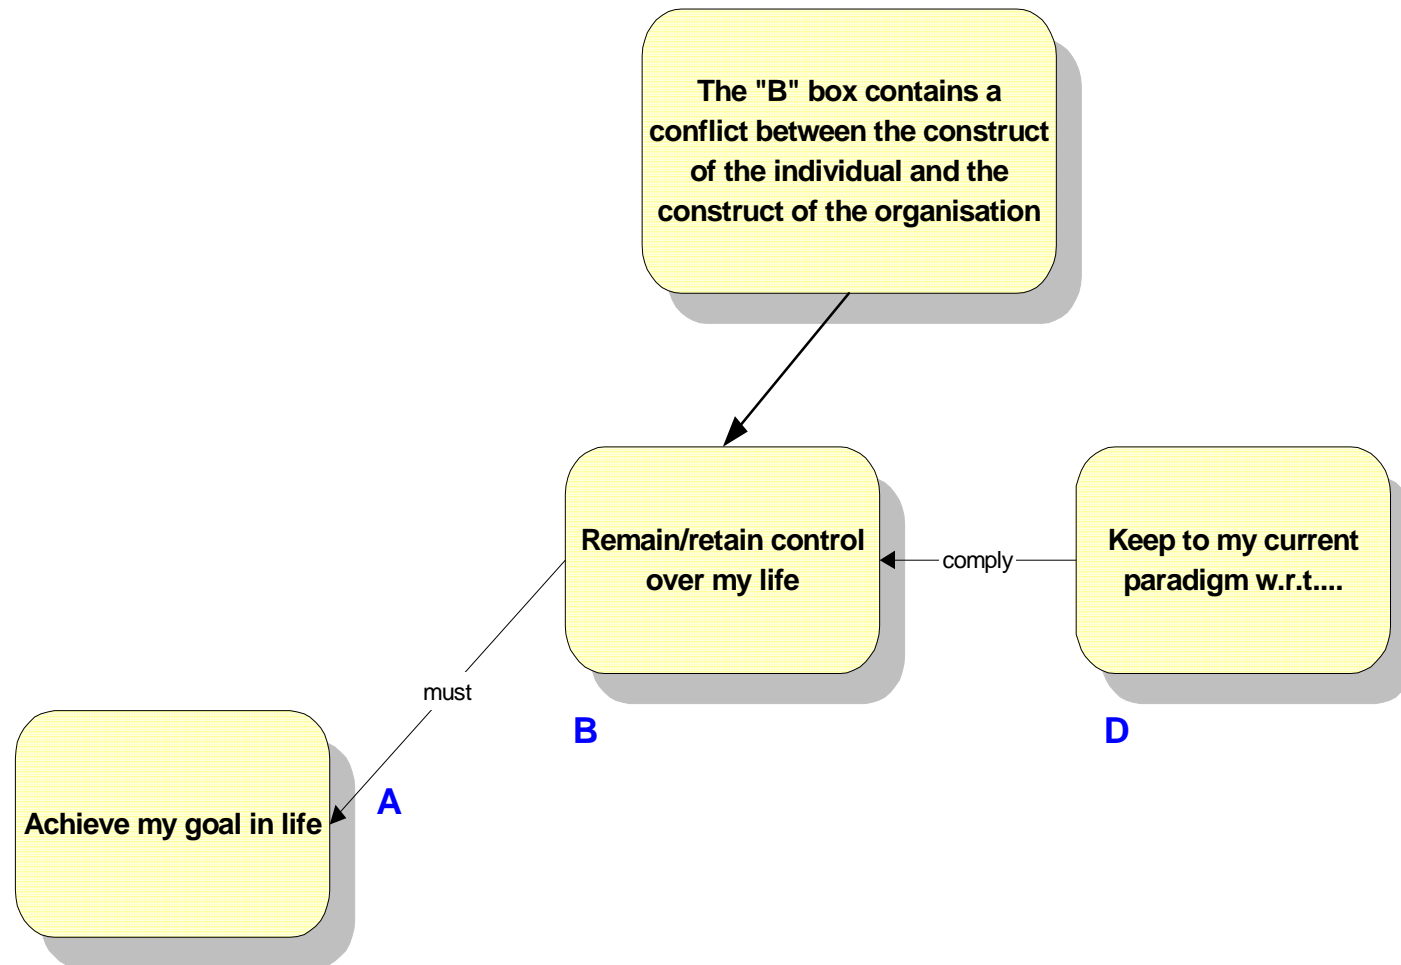 The "B" box contains a
conflict between the construct
of the individual and the
construct of the organisation
Remain/retain control
over my life
comply
Keep to my current
paradigm w.r.t....
must
B
D
A
Achieve my goal in life